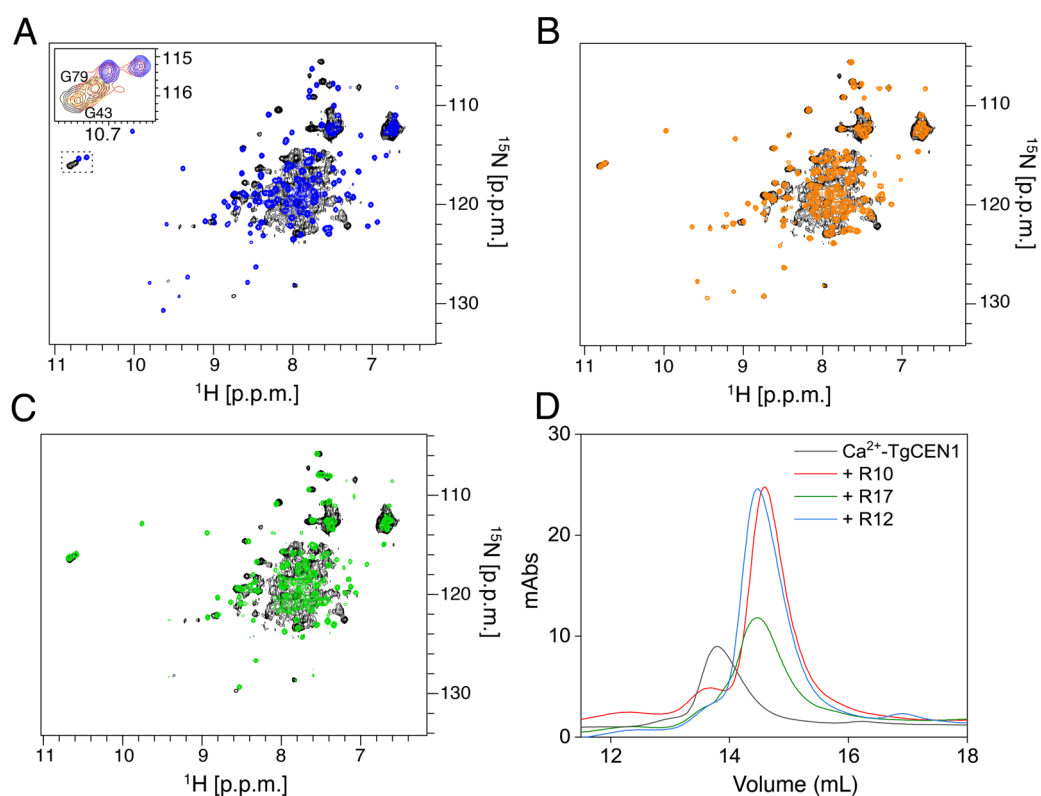 A
G79
G43
115
116
10.7
110
120
130
¹⁵N [p.p.m.]
11 10 9 8 7
¹H [p.p.m.]
B
110
120
130
¹⁵N [p.p.m.]
11 10 9 8 7
¹H [p.p.m.]
C
110
120
130
¹⁵N [p.p.m.]
11 10 9 8 7
¹H [p.p.m.]
D
30
20
10
0
mAbs
Ca²⁺-TgCEN1
+ R10
+ R17
+ R12
12 14 16 18
Volume (mL)